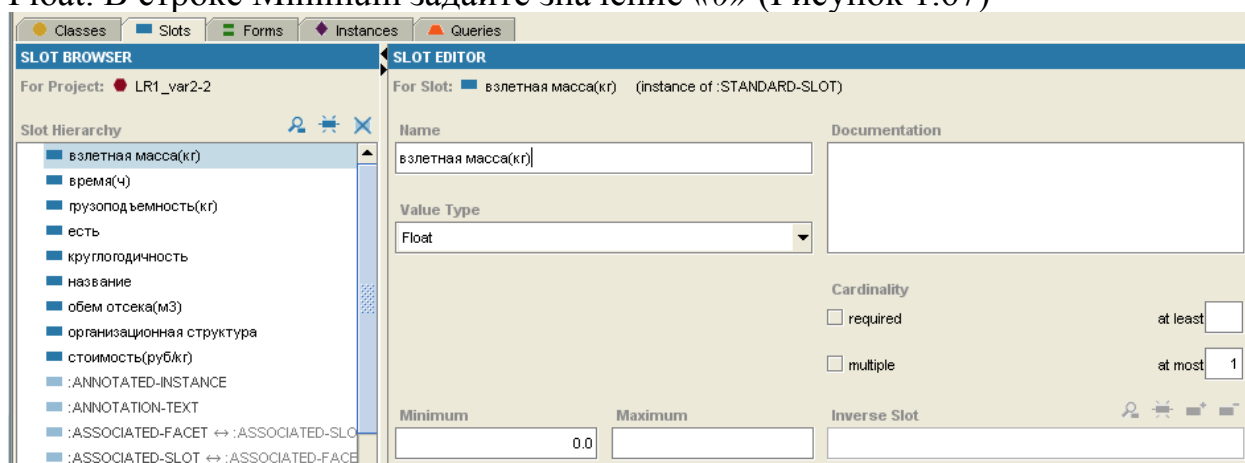 Float. В строке Minimum задайте значение «0» (Рисунок 1.67)
Classes Slots Forms Instances Queries
SLOT BROWSER
For Project: LR1_var2-2
Slot Hierarchy
взлетная масса(кг)
время(ч)
грузоподъемность(кг)
есть
круглогодичность
название
обем отсека(м3)
организационная структура
стоимость(руб/кг)
:ANNOTATED-INSTANCE
:ANNOTATION-TEXT
:ASSOCIATED-FACET ↔ :ASSOCIATED-SLO
:ASSOCIATED-SLOT ↔ :ASSOCIATED-FACE
SLOT EDITOR
For Slot: взлетная масса(кг) (instance of :STANDARD-SLOT)
Name
взлетная масса(кг)
Documentation
Value Type
Float
Cardinality
required at least
multiple at most 1
Minimum Maximum Inverse Slot
0.0